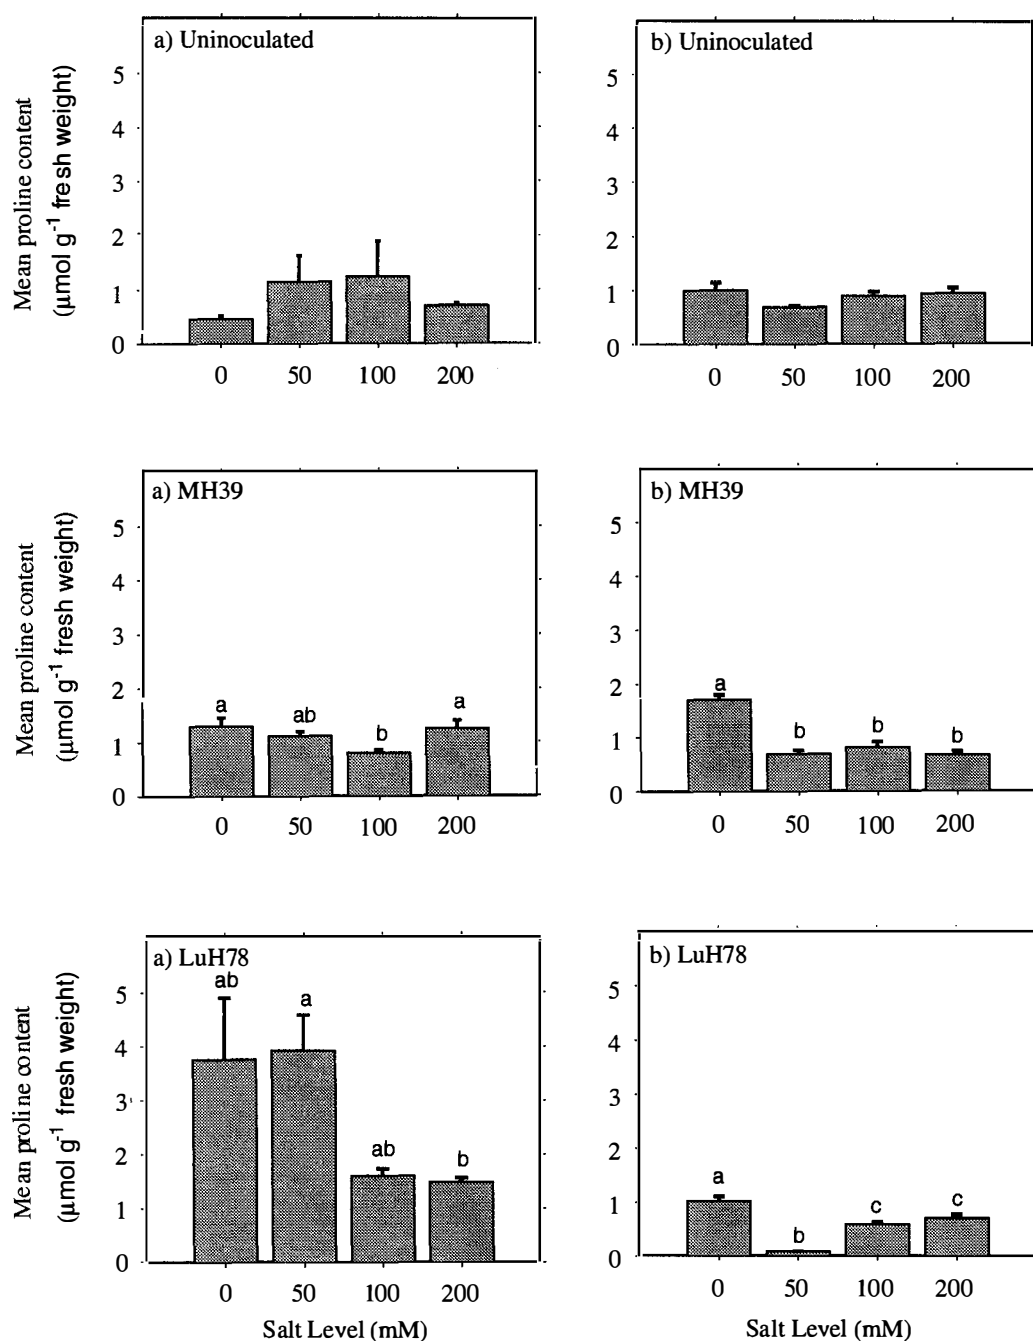 a) Uninoculated
5
4
3
2
1
0
0 50 100 200
Mean proline content
(µmol g⁻¹ fresh weight)
b) Uninoculated
5
4
3
2
1
0
0 50 100 200
a) MH39
5
4
3
2
1
0
a ab b a
0 50 100 200
Mean proline content
(µmol g⁻¹ fresh weight)
b) MH39
5
4
3
2
1
0
a b b b
0 50 100 200
a) LuH78
5
4
3
2
1
0
ab a ab b
0 50 100 200
Salt Level (mM)
Mean proline content
(µmol g⁻¹ fresh weight)
b) LuH78
5
4
3
2
1
0
a b c c
0 50 100 200
Salt Level (mM)